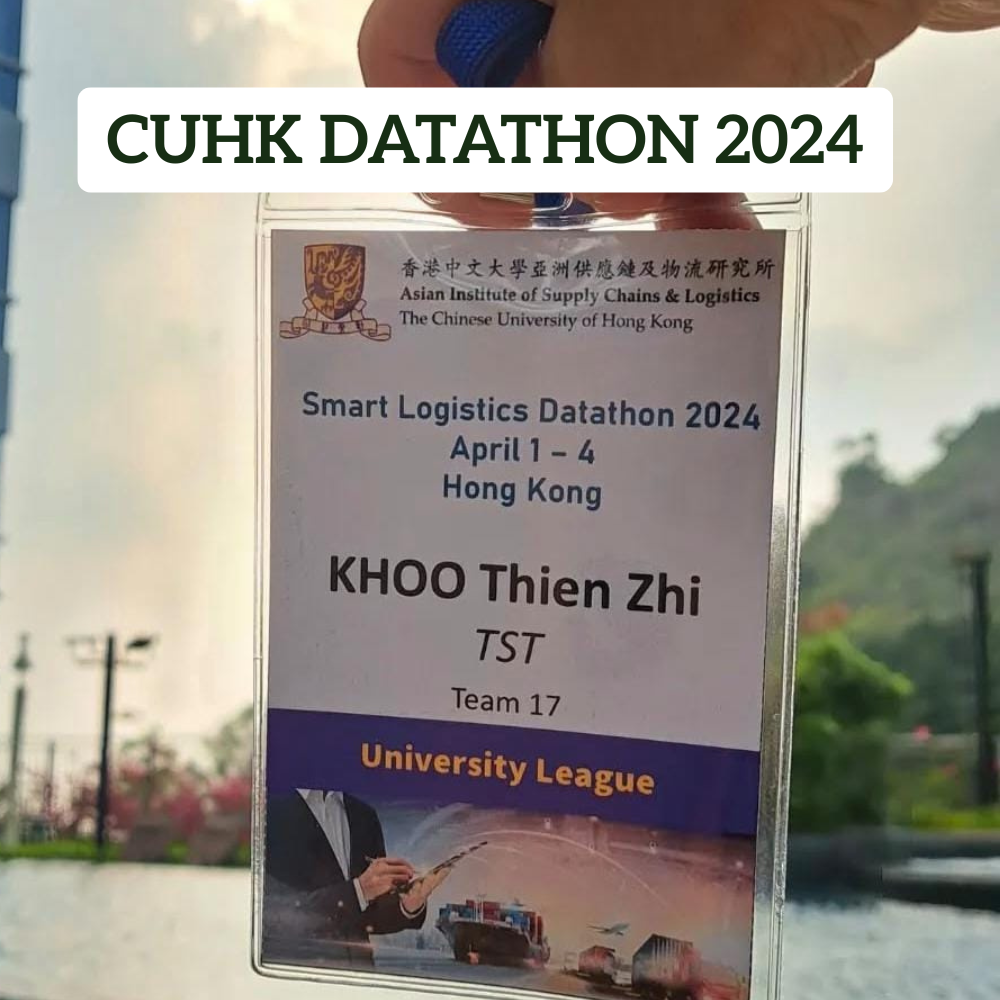 CUHK DATATHON 2024
香港中文大學亞洲供應鏈及物流研究所
Asian Institute of Supply Chains & Logistics
The Chinese University of Hong Kong
Smart Logistics Datathon 2024
April 1 – 4
Hong Kong
KHOO Thien Zhi
TST
Team 17
University League